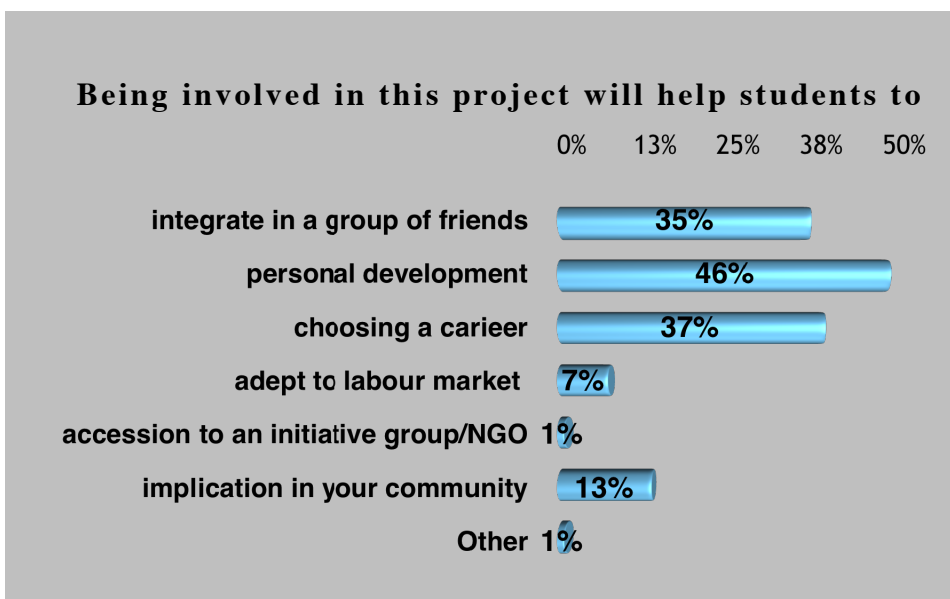 Being involved in this project will help students to
0% 13% 25% 38% 50%
integrate in a group of friends 35%
personal development 46%
choosing a carieer 37%
adept to labour market 7%
accession to an initiative group/NGO 1%
implication in your community 13%
Other 1%